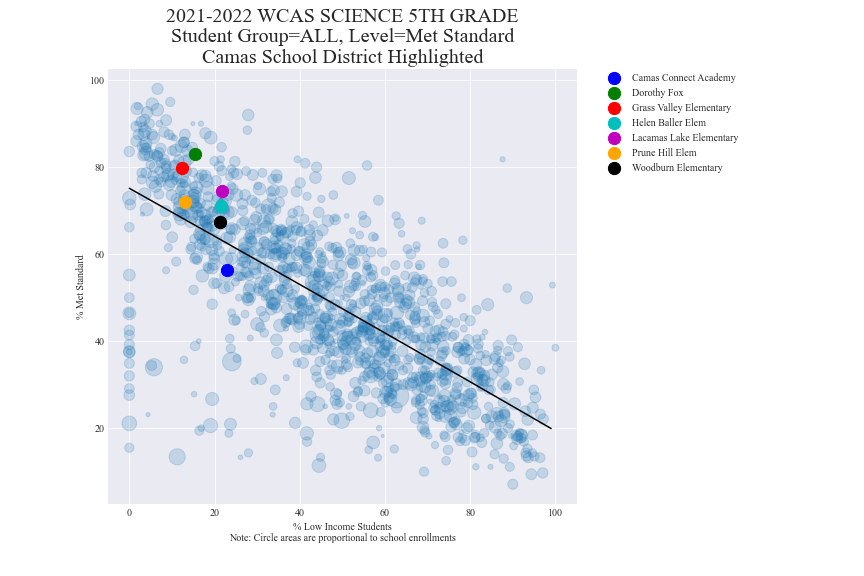 2021-2022 WCAS SCIENCE 5TH GRADE
Student Group=ALL, Level=Met Standard
Camas School District Highlighted
100
80
60
40
20
% Met Standard
0 20 40 60 80 100
% Low Income Students
Note: Circle areas are proportional to school enrollments
Camas Connect Academy
Dorothy Fox
Grass Valley Elementary
Helen Baller Elem
Lacamas Lake Elementary
Prune Hill Elem
Woodburn Elementary